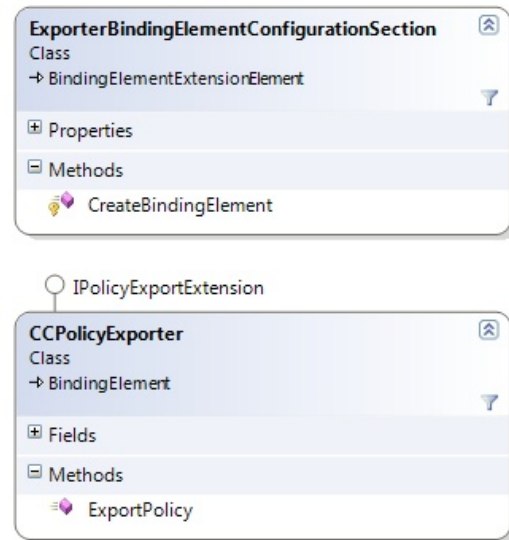 ExporterBindingElementConfigurationSection
Class
BindingElementExtensionElement
Properties
Methods
CreateBindingElement
IPolicyExportExtension
CCPolicyExporter
Class
BindingElement
Fields
Methods
ExportPolicy